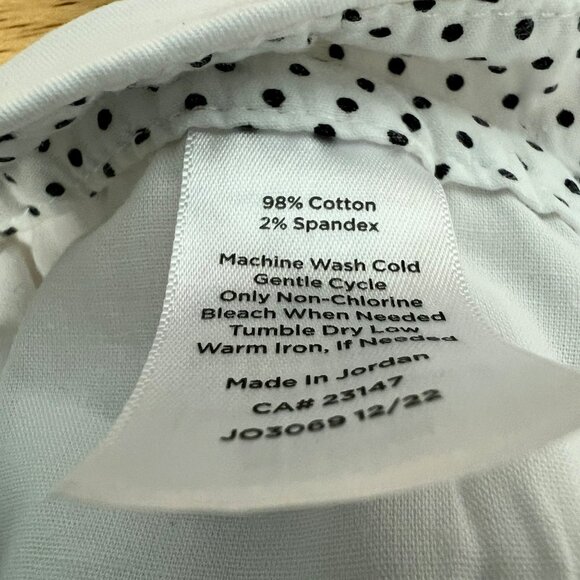 98% Cotton
2% Spandex
Machine Wash Cold
Gentle Cycle
Only Non-Chlorine
Bleach When Needed
Tumble Dry Low
Warm Iron, If Needed
Made In Jordan
CA# 23147
JO3069 12/22